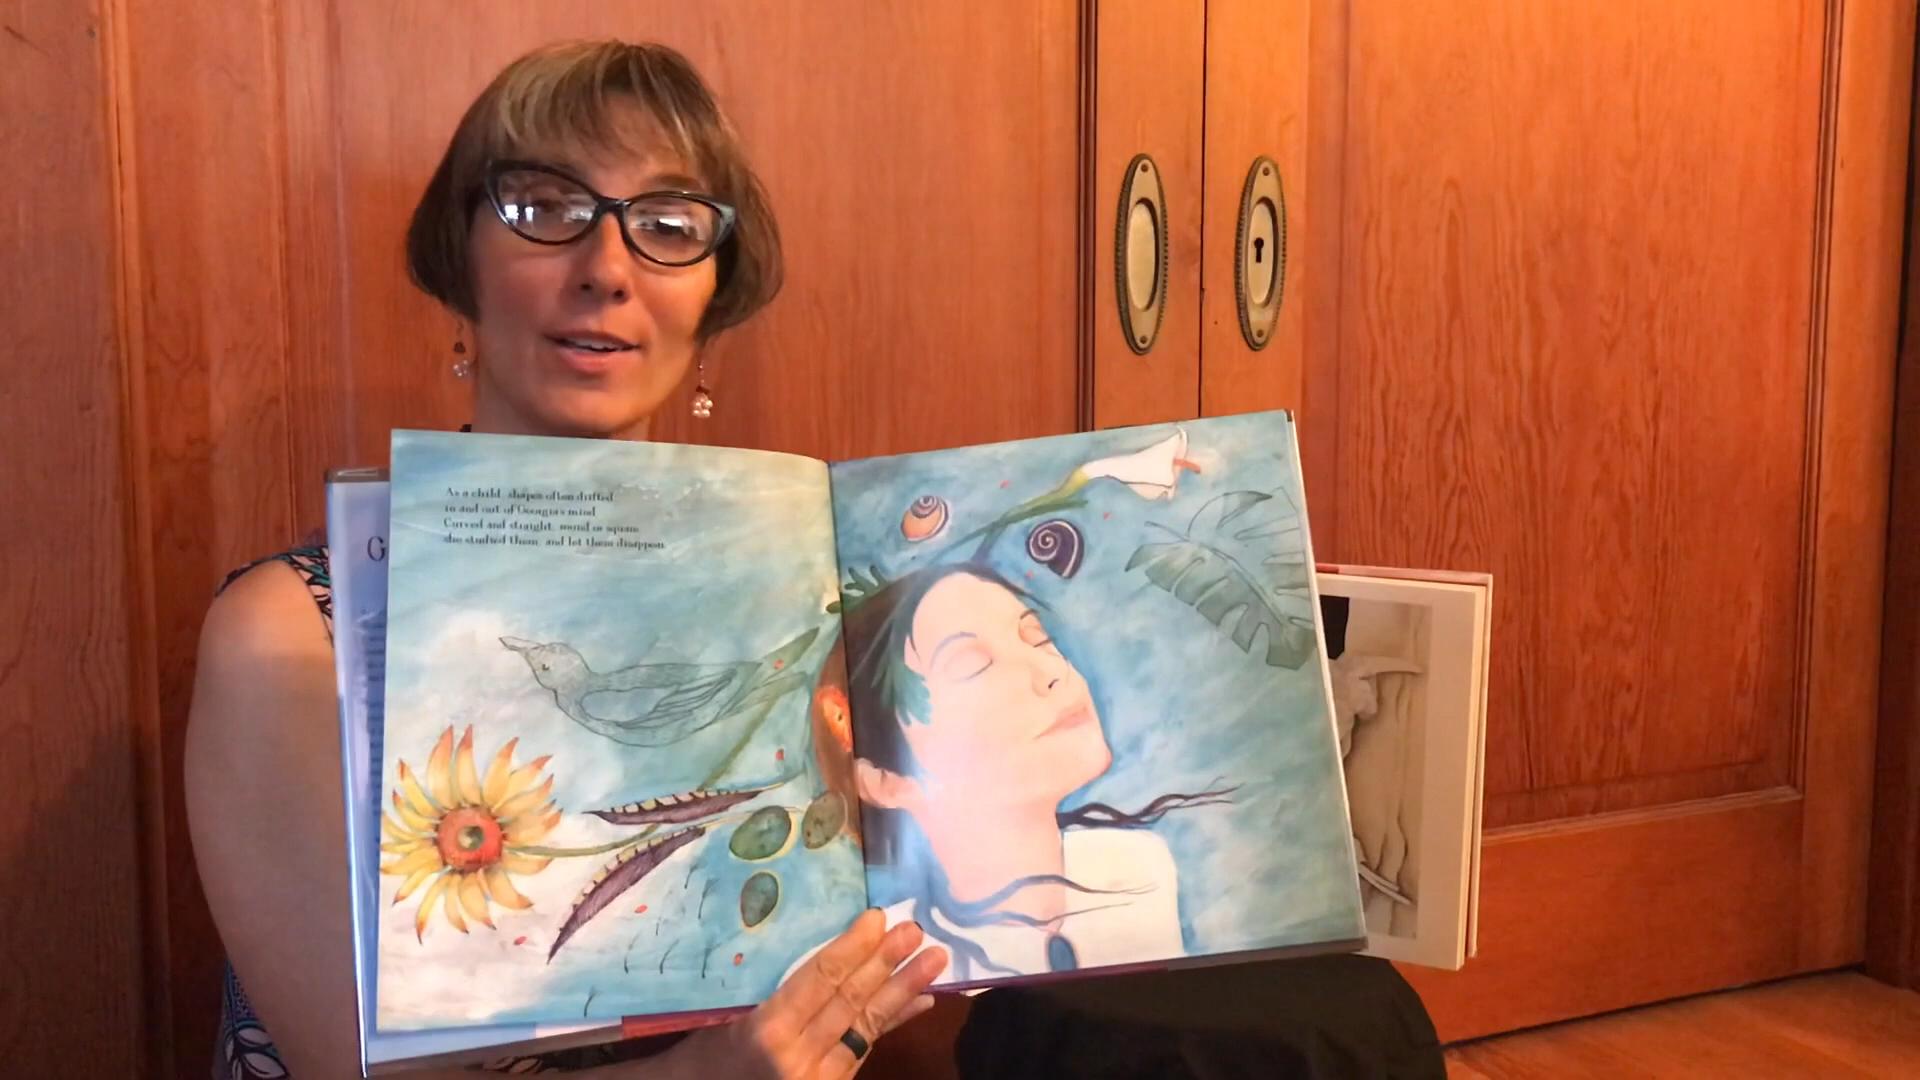 As a child, shapes often drifted
in and out of Georgia's mind.
Curved and straight, round or square,
she studied them, and let them disappear.
G